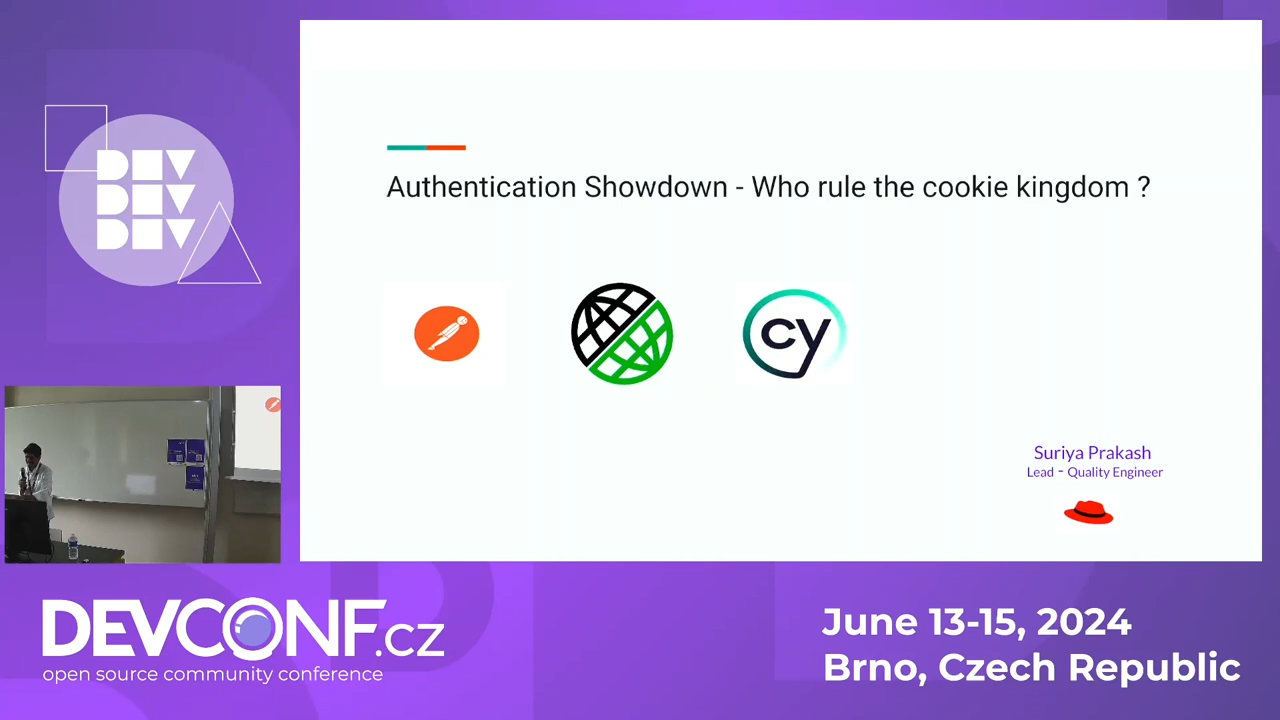 DEV
DEV
DEV
Authentication Showdown - Who rule the cookie kingdom ?
cy
Suriya Prakash
Lead - Quality Engineer
DEVCONF.cz
open source community conference
June 13-15, 2024
Brno, Czech Republic